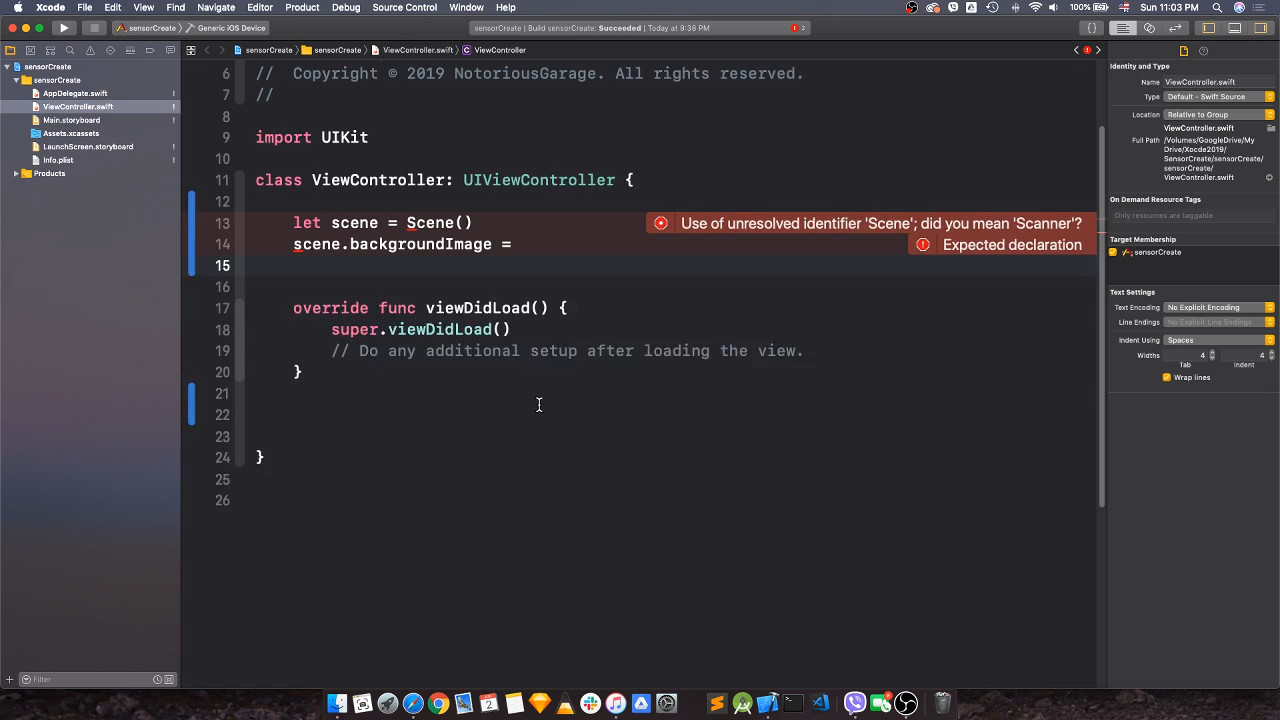 Xcode File Edit View Find Navigate Editor Product Debug Source Control Window Help 100% Sun 11:03 PM
sensorCreate Generic iOS Device sensorCreate | Build sensorCreate: Succeeded | Today at 9:38 PM 2
sensorCreate sensorCreate ViewController.swift ViewController
sensorCreate
sensorCreate
AppDelegate.swift
ViewController.swift
Main.storyboard
Assets.xcassets
LaunchScreen.storyboard
Info.plist
Products
Filter
6 // Copyright © 2019 NotoriousGarage. All rights reserved.
7 //
8
9 import UIKit
10
11 class ViewController: UIViewController {
12
13 let scene = Scene() Use of unresolved identifier 'Scene'; did you mean 'Scanner'?
14 scene.backgroundImage = Expected declaration
15
16
17 override func viewDidLoad() {
18 super.viewDidLoad()
19 // Do any additional setup after loading the view.
20 }
21
22
23
24 }
25
26
Identity and Type
Name ViewController.swift
Type Default - Swift Source
Location Relative to Group
ViewController.swift
Full Path /Volumes/GoogleDrive/My
Drive/Xocde2019/
SensorCreate/sensorCreate/
sensorCreate/
ViewController.swift
On Demand Resource Tags
Only resources are taggable
Target Membership
sensorCreate
Text Settings
Text Encoding No Explicit Encoding
Line Endings No Explicit Line Endings
Indent Using Spaces
Widths 4 4
Tab Indent
Wrap lines